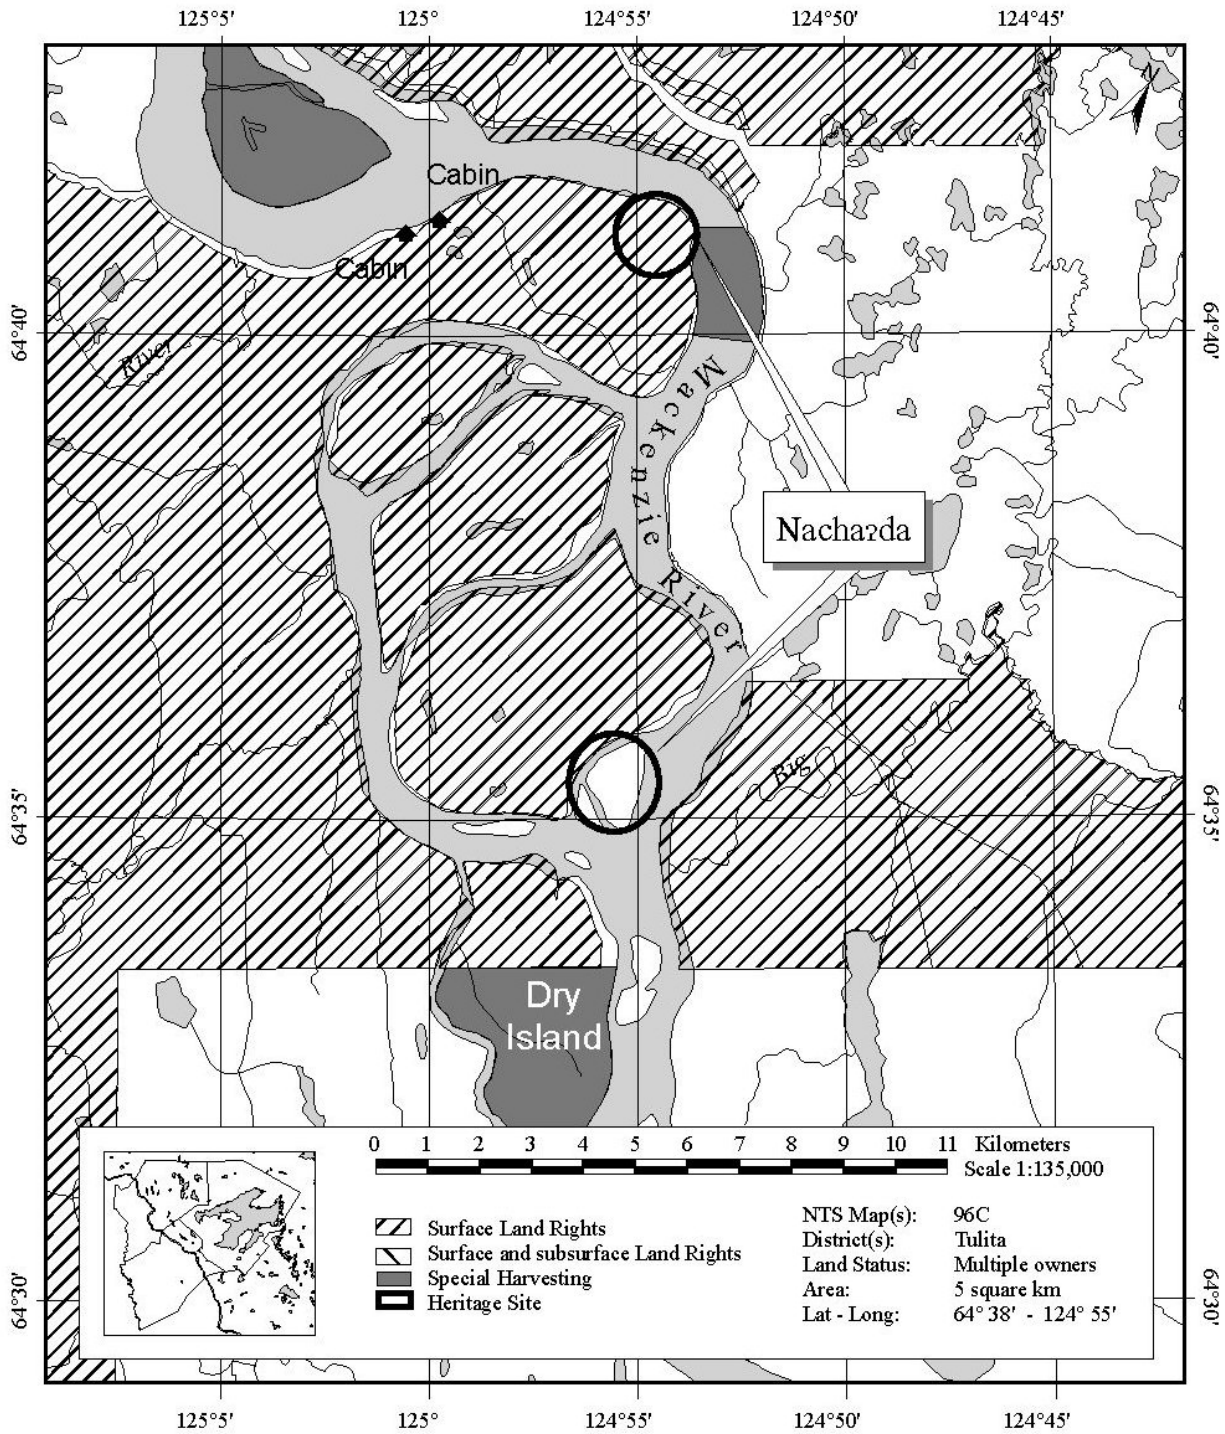 125°5' 125° 124°55' 124°50' 124°45'
N
Cabin
Cabin
64°40' 64°40'
River
Mackenzie River
Nachaʔda
Big
64°35' 64°35'
Dry
Island
0 1 2 3 4 5 6 7 8 9 10 11 Kilometers
Scale 1:135,000
Surface Land Rights
Surface and subsurface Land Rights
Special Harvesting
Heritage Site
NTS Map(s): 96C
District(s): Tulita
Land Status: Multiple owners
Area: 5 square km
Lat - Long: 64° 38' - 124° 55'
64°30' 64°30'
125°5' 125° 124°55' 124°50' 124°45'